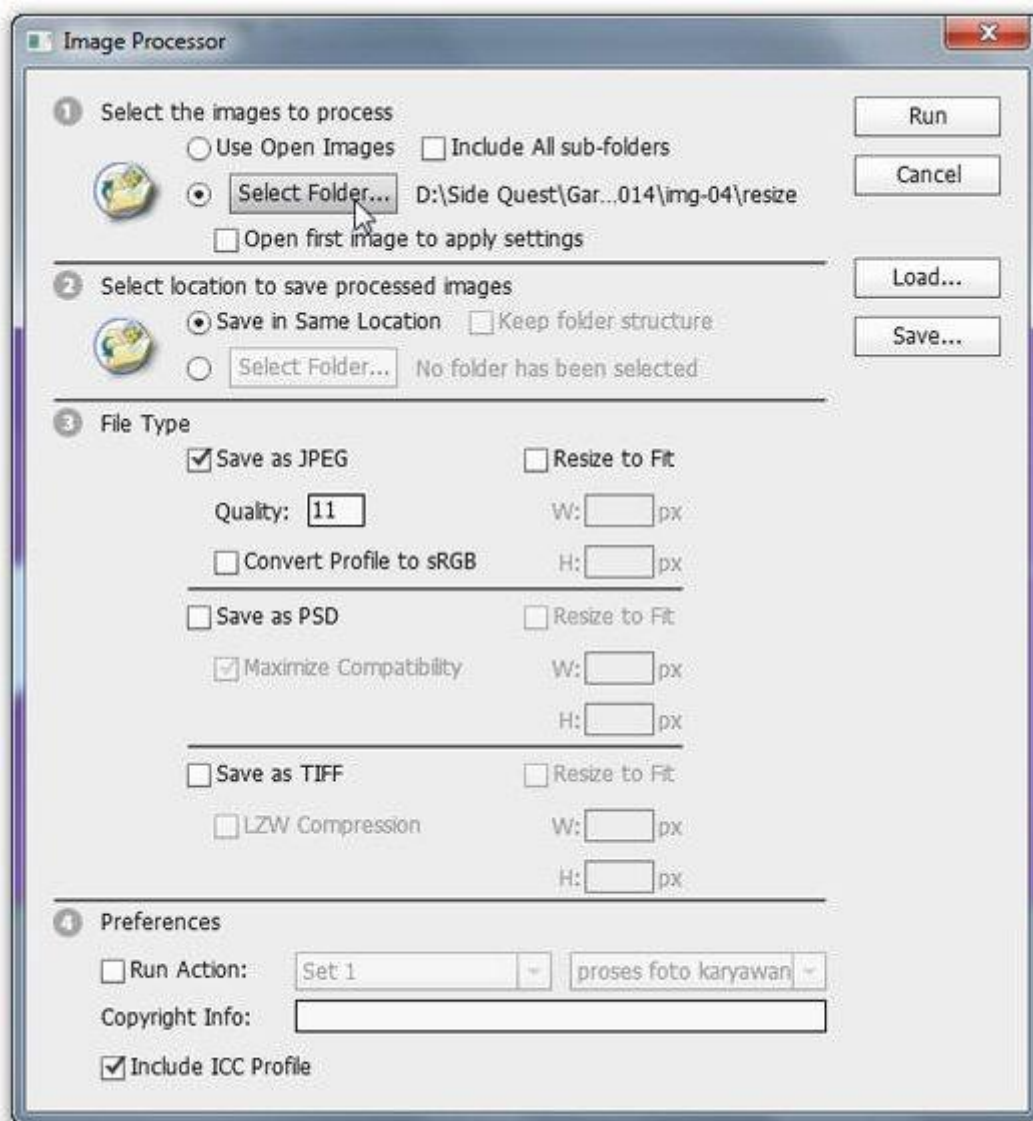 Image Processor
1 Select the images to process
Use Open Images Include All sub-folders
Select Folder... D:\Side Quest\Gar...014\img-04\resize
Open first image to apply settings
Run
Cancel
Load...
Save...
2 Select location to save processed images
Save in Same Location Keep folder structure
Select Folder... No folder has been selected
3 File Type
Save as JPEG Resize to Fit
Quality: 11 W: px
Convert Profile to sRGB H: px
Save as PSD Resize to Fit
Maximize Compatibility W: px
H: px
Save as TIFF Resize to Fit
LZW Compression W: px
H: px
4 Preferences
Run Action: Set 1 proses foto karyawan
Copyright Info:
Include ICC Profile